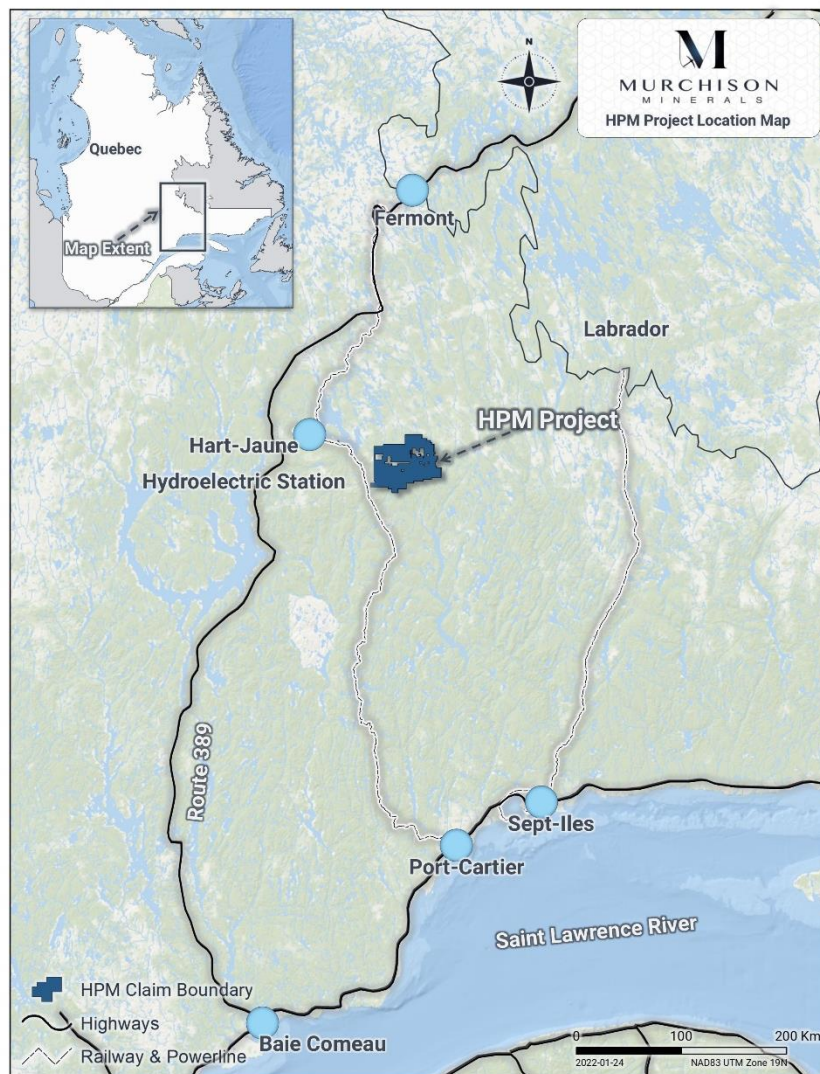 MURCHISON
MINERALS
HPM Project Location Map
N
Quebec
Map Extent
Fermont
Labrador
HPM Project
Hart-Jaune
Hydroelectric Station
Route 389
Sept-Iles
Port-Cartier
Saint Lawrence River
Baie Comeau
HPM Claim Boundary
Highways
Railway & Powerline
0 100 200 Km
2022-01-24 NAD83 UTM Zone 19N